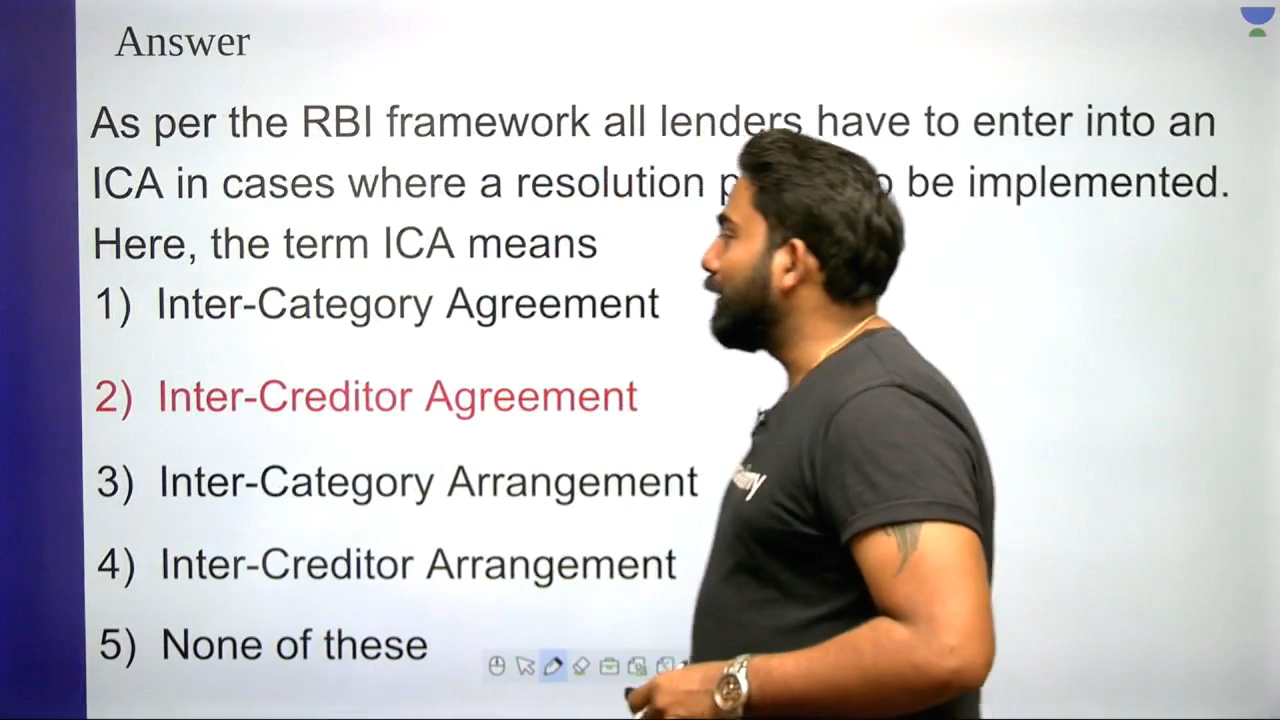 Answer
As per the RBI framework all lenders have to enter into an
ICA in cases where a resolution be implemented.
Here, the term ICA means
1) Inter-Category Agreement
2) Inter-Creditor Agreement
3) Inter-Category Arrangement
4) Inter-Creditor Arrangement
5) None of these